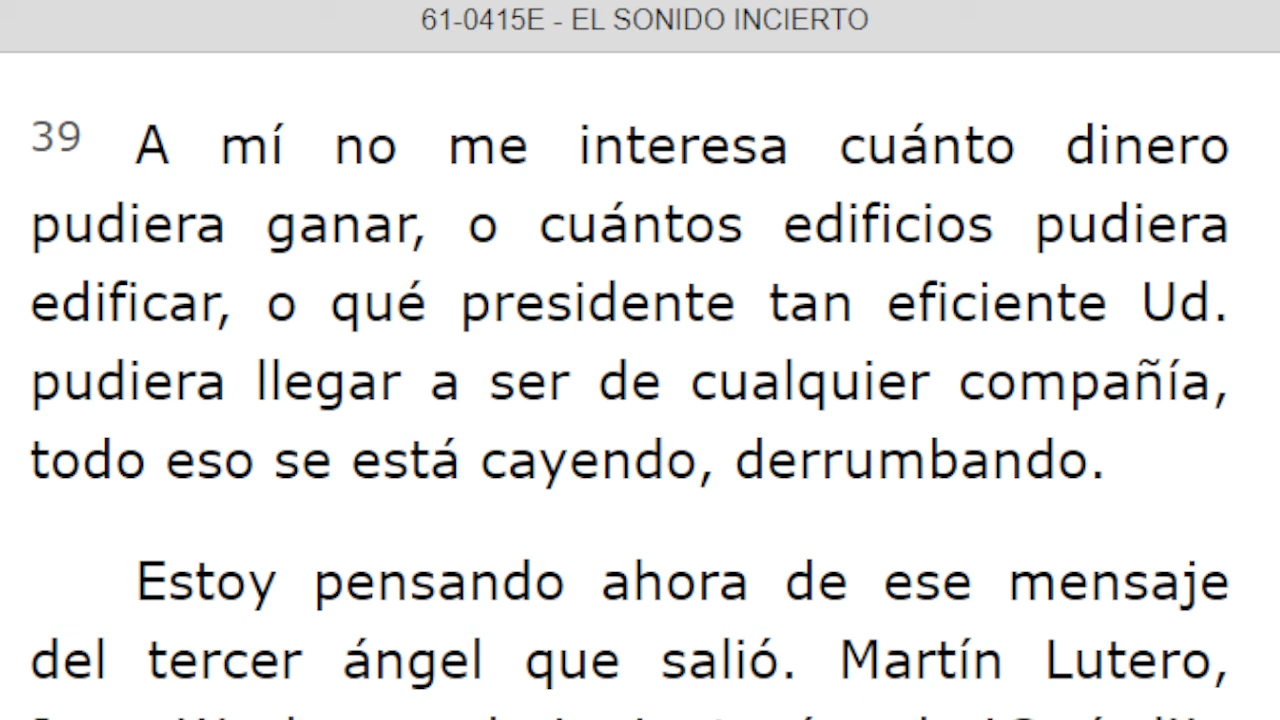 61-0415E - EL SONIDO INCIERTO
39 A mí no me interesa cuánto dinero
pudiera ganar, o cuántos edificios pudiera
edificar, o qué presidente tan eficiente Ud.
pudiera llegar a ser de cualquier compañía,
todo eso se está cayendo, derrumbando.
Estoy pensando ahora de ese mensaje
del tercer ángel que salió. Martín Lutero,